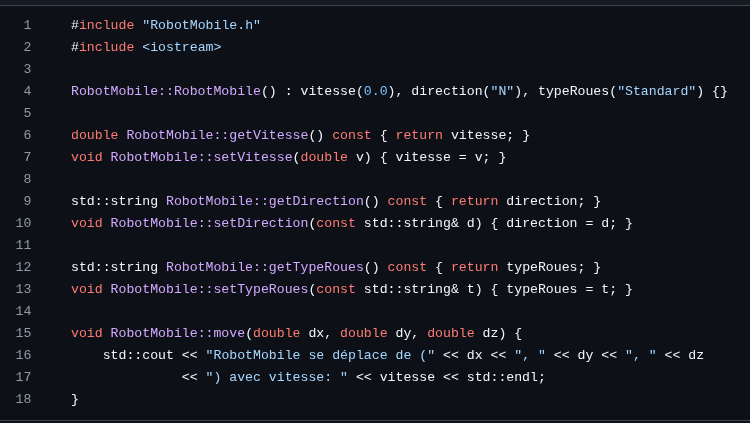 1 #include "RobotMobile.h"
2 #include <iostream>
3
4 RobotMobile::RobotMobile() : vitesse(0.0), direction("N"), typeRoues("Standard") {}
5
6 double RobotMobile::getVitesse() const { return vitesse; }
7 void RobotMobile::setVitesse(double v) { vitesse = v; }
8
9 std::string RobotMobile::getDirection() const { return direction; }
10 void RobotMobile::setDirection(const std::string& d) { direction = d; }
11
12 std::string RobotMobile::getTypeRoues() const { return typeRoues; }
13 void RobotMobile::setTypeRoues(const std::string& t) { typeRoues = t; }
14
15 void RobotMobile::move(double dx, double dy, double dz) {
16     std::cout << "RobotMobile se déplace de (" << dx << ", " << dy << ", " << dz
17               << ") avec vitesse: " << vitesse << std::endl;
18 }